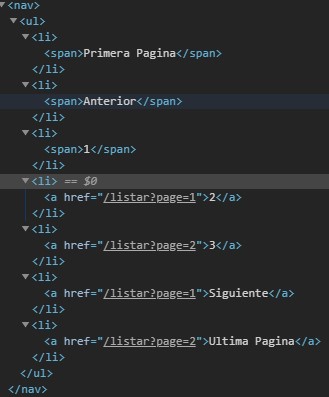 <nav>
<ul>
<li>
<span>Primera Pagina</span>
</li>
<li>
<span>Anterior</span>
</li>
<li>
<span>1</span>
</li>
<li> == $0
<a href="/listar?page=1">2</a>
</li>
<li>
<a href="/listar?page=2">3</a>
</li>
<li>
<a href="/listar?page=1">Siguiente</a>
</li>
<li>
<a href="/listar?page=2">Ultima Pagina</a>
</li>
</ul>
</nav>